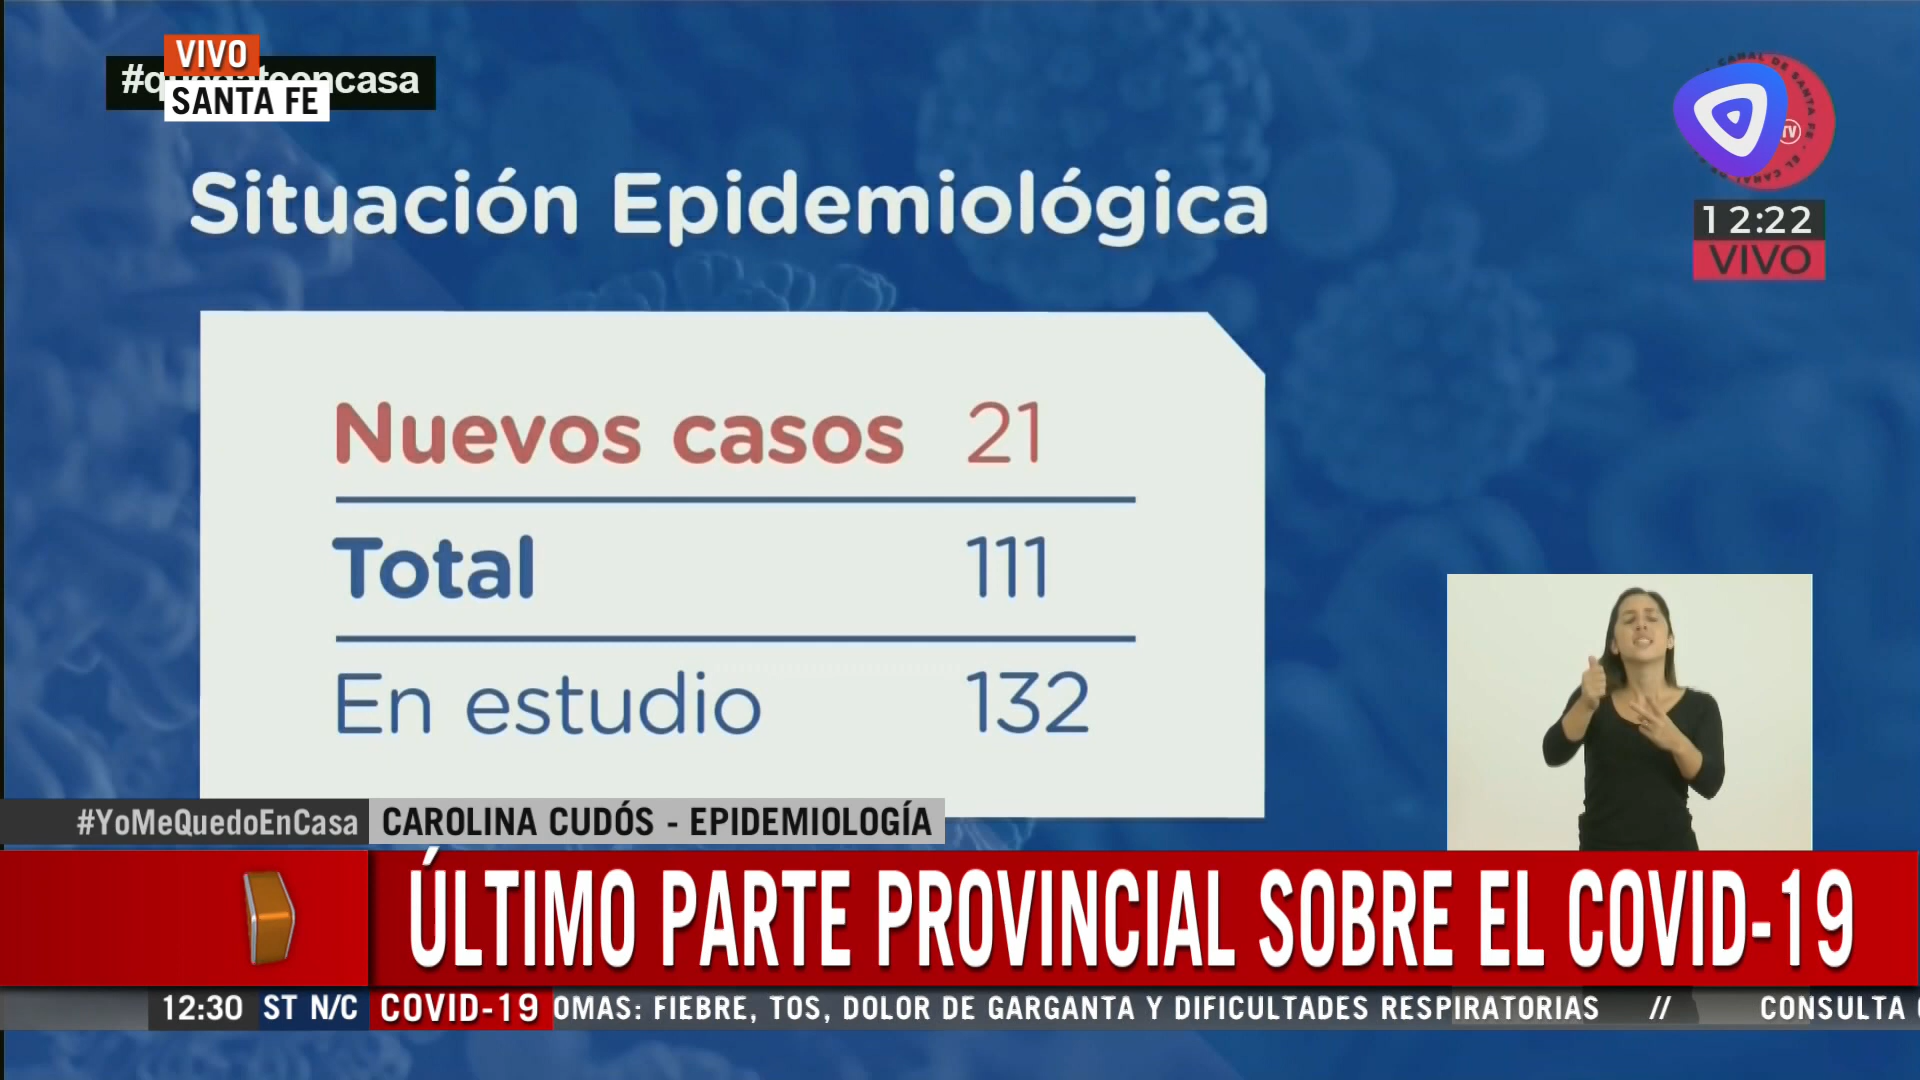 VIVO
SANTA FE
TV
12:22
VIVO
Situación Epidemiológica
Nuevos casos 21
Total 111
En estudio 132
#YoMeQuedoEnCasa
CAROLINA CUDÓS - EPIDEMIOLOGÍA
ÚLTIMO PARTE PROVINCIAL SOBRE EL COVID-19
12:30 ST N/C COVID-19 OMAS: FIEBRE, TOS, DOLOR DE GARGANTA Y DIFICULTADES RESPIRATORIAS // CONSULTA